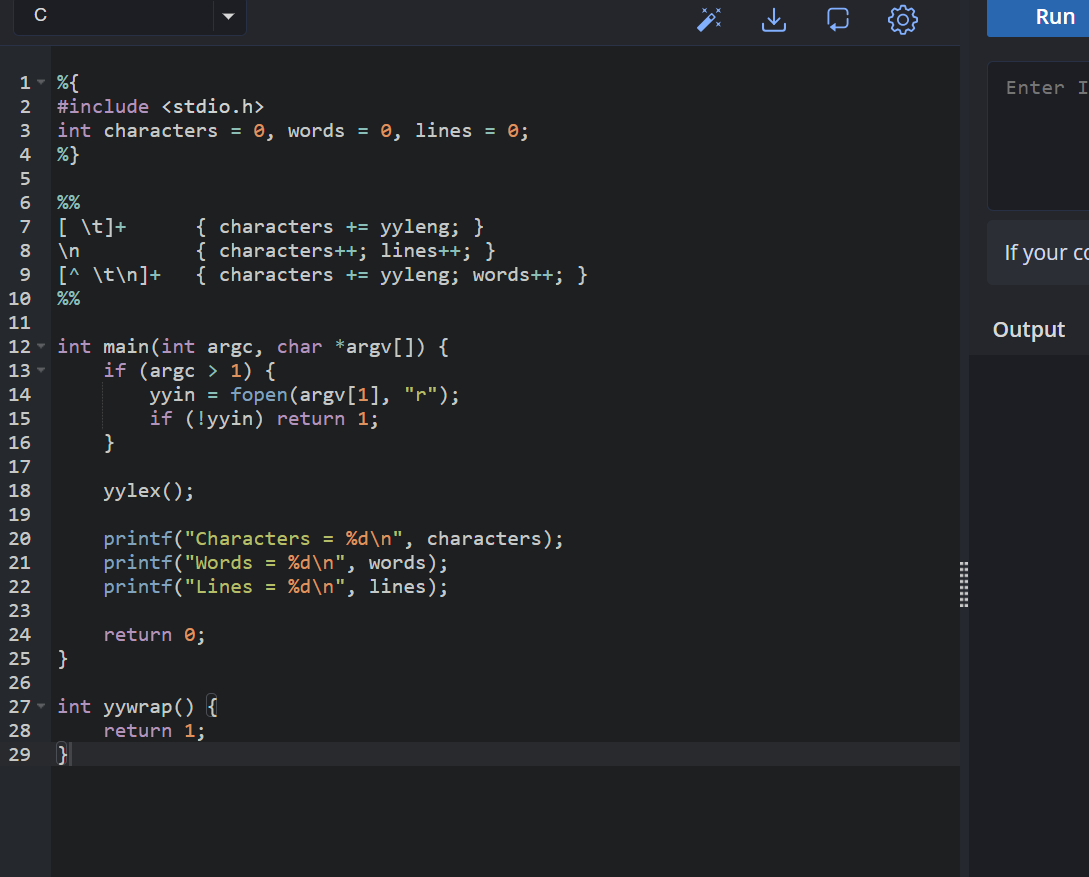 C
Run
1 %{
2 #include <stdio.h>
3 int characters = 0, words = 0, lines = 0;
4 %}
5
6 %%
7 [ \t]+      { characters += yyleng; }
8 \n          { characters++; lines++; }
9 [^ \t\n]+   { characters += yyleng; words++; }
10 %%
11
12 int main(int argc, char *argv[]) {
13     if (argc > 1) {
14         yyin = fopen(argv[1], "r");
15         if (!yyin) return 1;
16     }
17
18     yylex();
19
20     printf("Characters = %d\n", characters);
21     printf("Words = %d\n", words);
22     printf("Lines = %d\n", lines);
23
24     return 0;
25 }
26
27 int yywrap() {
28     return 1;
29 }
Enter I
If your co
Output